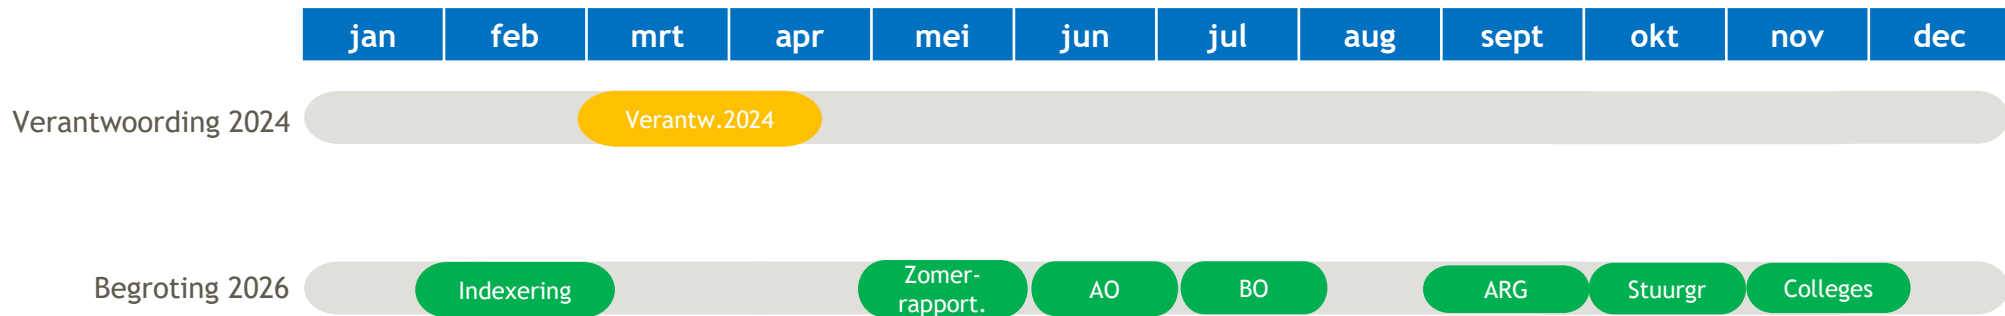 jan feb mrt apr mei jun jul aug sept okt nov dec
Verantwoording 2024 Verantw.2024
Begroting 2026 Indexering Zomer-
rapport. AO BO ARG Stuurgr Colleges